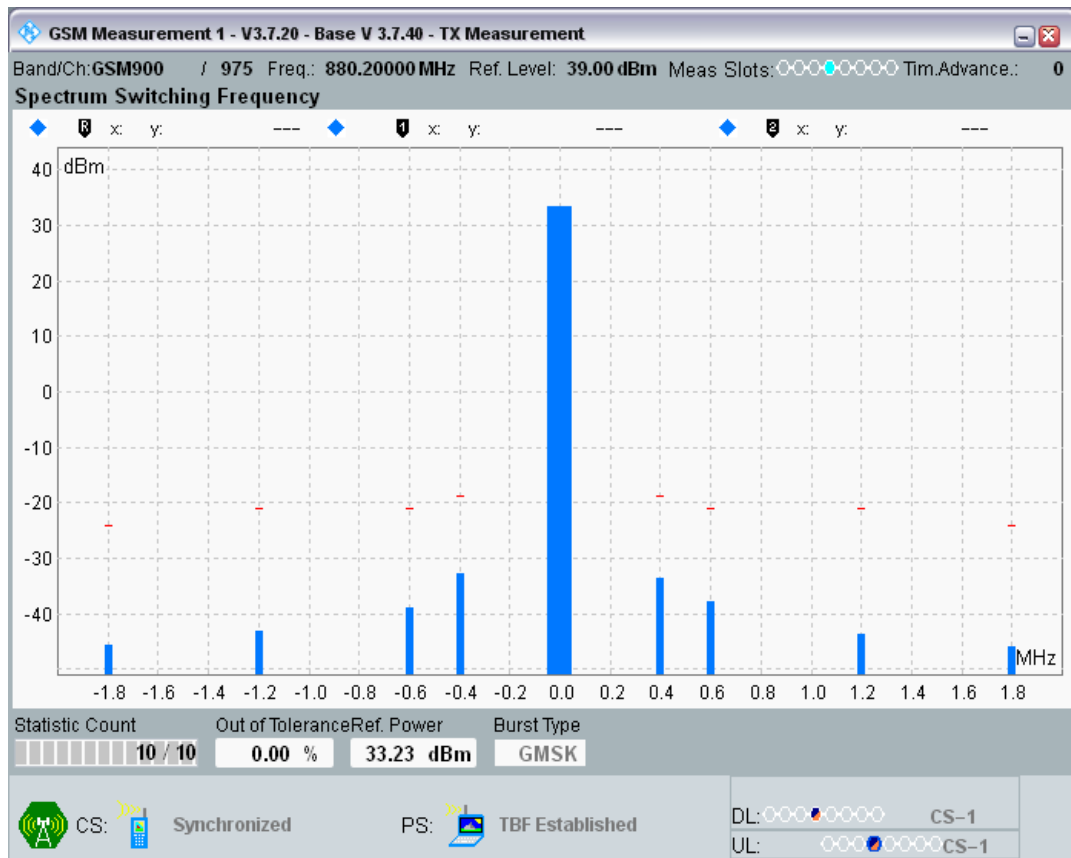 GSM Measurement 1 - V3.7.20 - Base V 3.7.40 - TX Measurement
Band/Ch:GSM900 / 975 Freq.: 880.20000 MHz Ref. Level: 39.00 dBm Meas Slots: Tim.Advance.: 0
Spectrum Switching Frequency
R x: y: --- 1 x: y: --- 2 x: y: ---
dBm
40
30
20
10
0
-10
-20
-30
-40
MHz
-1.8 -1.6 -1.4 -1.2 -1.0 -0.8 -0.6 -0.4 -0.2 0.0 0.2 0.4 0.6 0.8 1.0 1.2 1.4 1.6 1.8
Statistic Count Out of Tolerance Ref. Power Burst Type
10 / 10 0.00 % 33.23 dBm GMSK
CS: Synchronized PS: TBF Established DL: CS-1
UL: CS-1